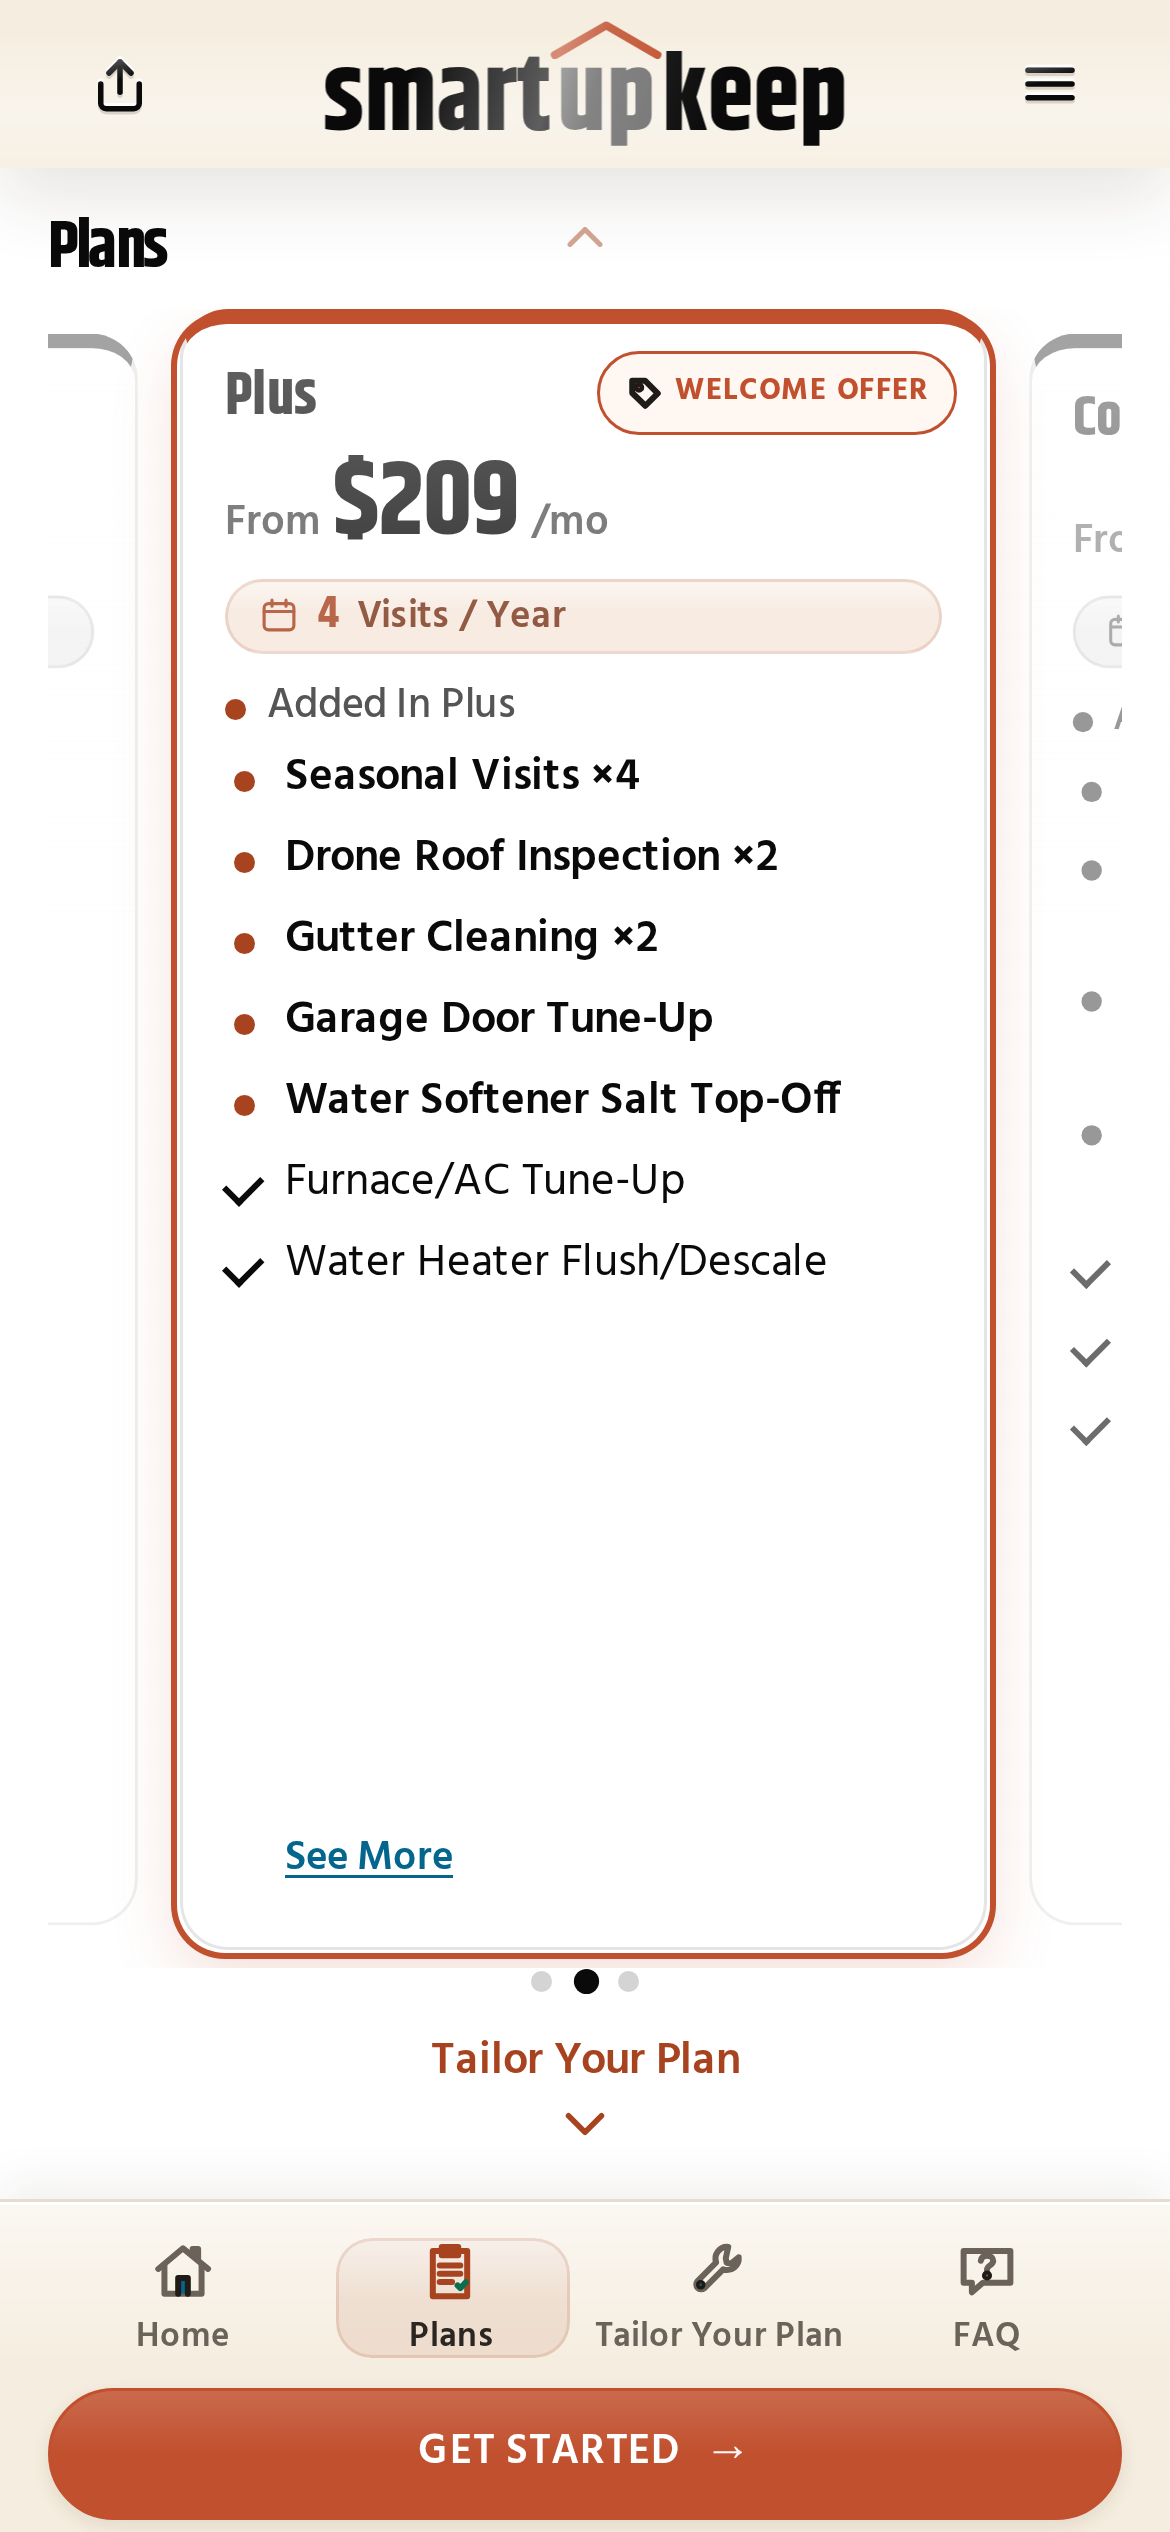 smartupkeep
Plans
Plus
WELCOME OFFER
From $209 /mo
4 Visits / Year
Added In Plus
Seasonal Visits ×4
Drone Roof Inspection ×2
Gutter Cleaning ×2
Garage Door Tune-Up
Water Softener Salt Top-Off
Furnace/AC Tune-Up
Water Heater Flush/Descale
See More
Co
Fro
Tailor Your Plan
Home
Plans
Tailor Your Plan
FAQ
GET STARTED →